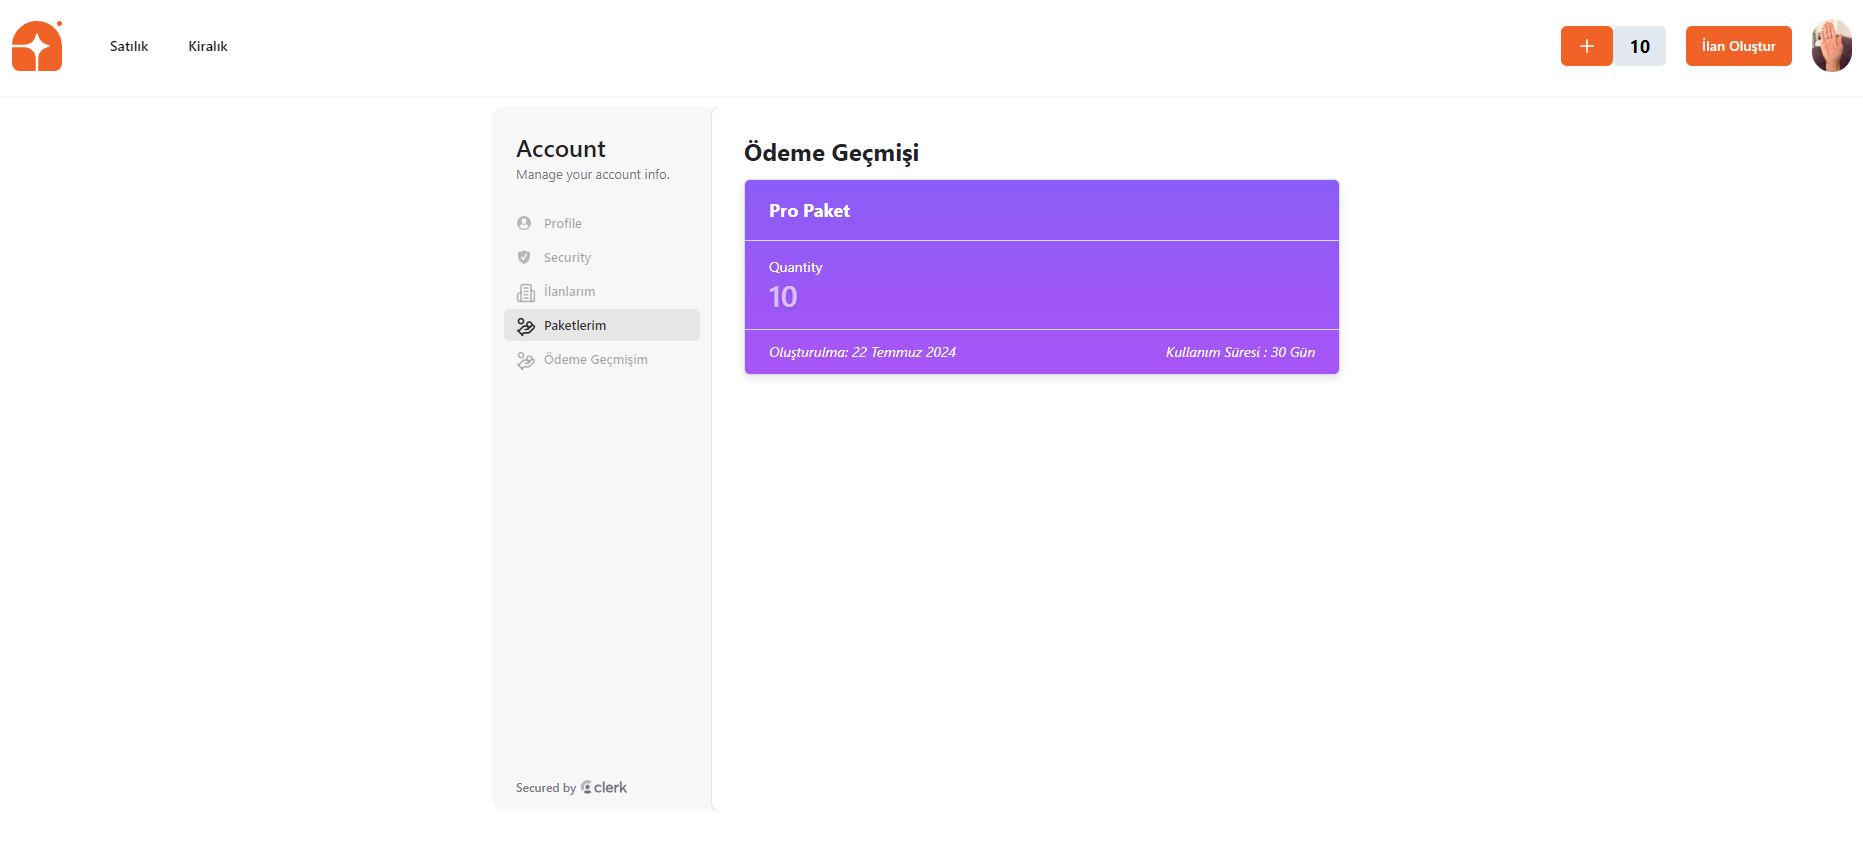 Satılık Kiralık
+ 10 İlan Oluştur
Account
Manage your account info.
Profile
Security
İlanlarım
Paketlerim
Ödeme Geçmişim
Secured by clerk
Ödeme Geçmişi
Pro Paket
Quantity
10
Oluşturulma: 22 Temmuz 2024 Kullanım Süresi : 30 Gün